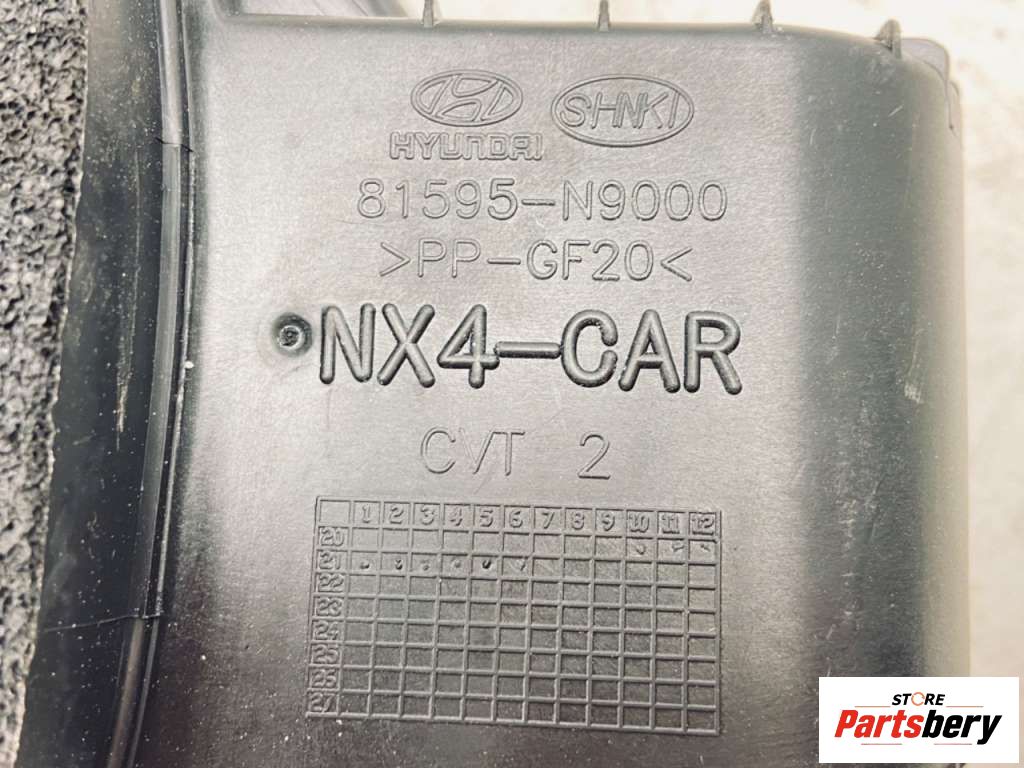 HYUNDAI SHNKI
81595-N9000
>PP-GF20<
NX4-CAR
CVT 2
1 2 3 4 5 6 7 8 9 10 11 12
20
21
22
23
24
25
26
27
STORE
Partsbery